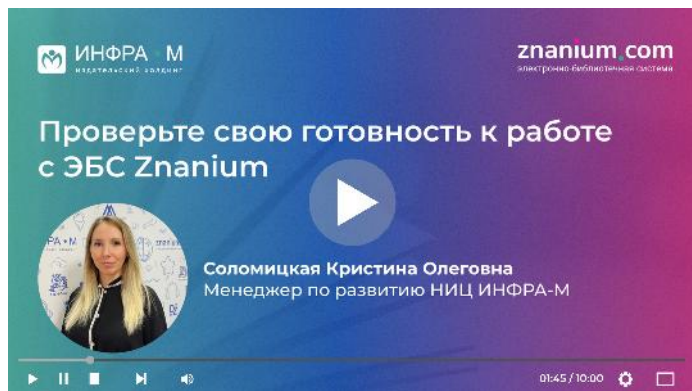 ИНФРА·М
издательский холдинг
znanium.com
электронно-библиотечная система
Проверьте свою готовность к работе
с ЭБС Znanium
Соломицкая Кристина Олеговна
Менеджер по развитию НИЦ ИНФРА-М
01:45 / 10:00